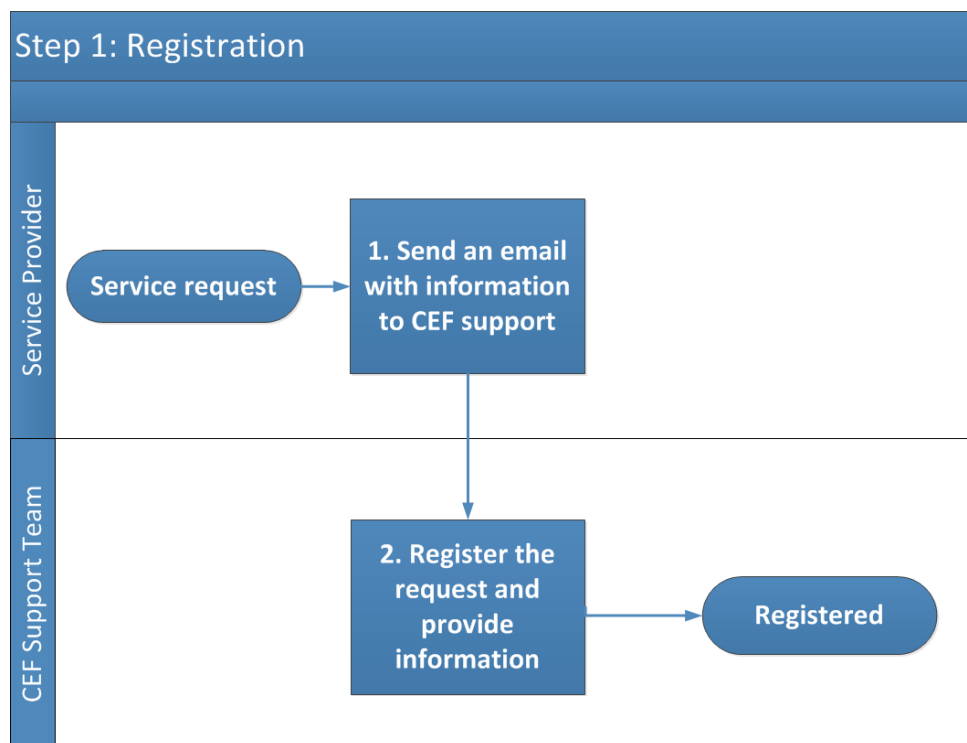 Step 1: Registration
Service Provider
Service request
1. Send an email
with information
to CEF support
CEF Support Team
2. Register the
request and
provide
information
Registered